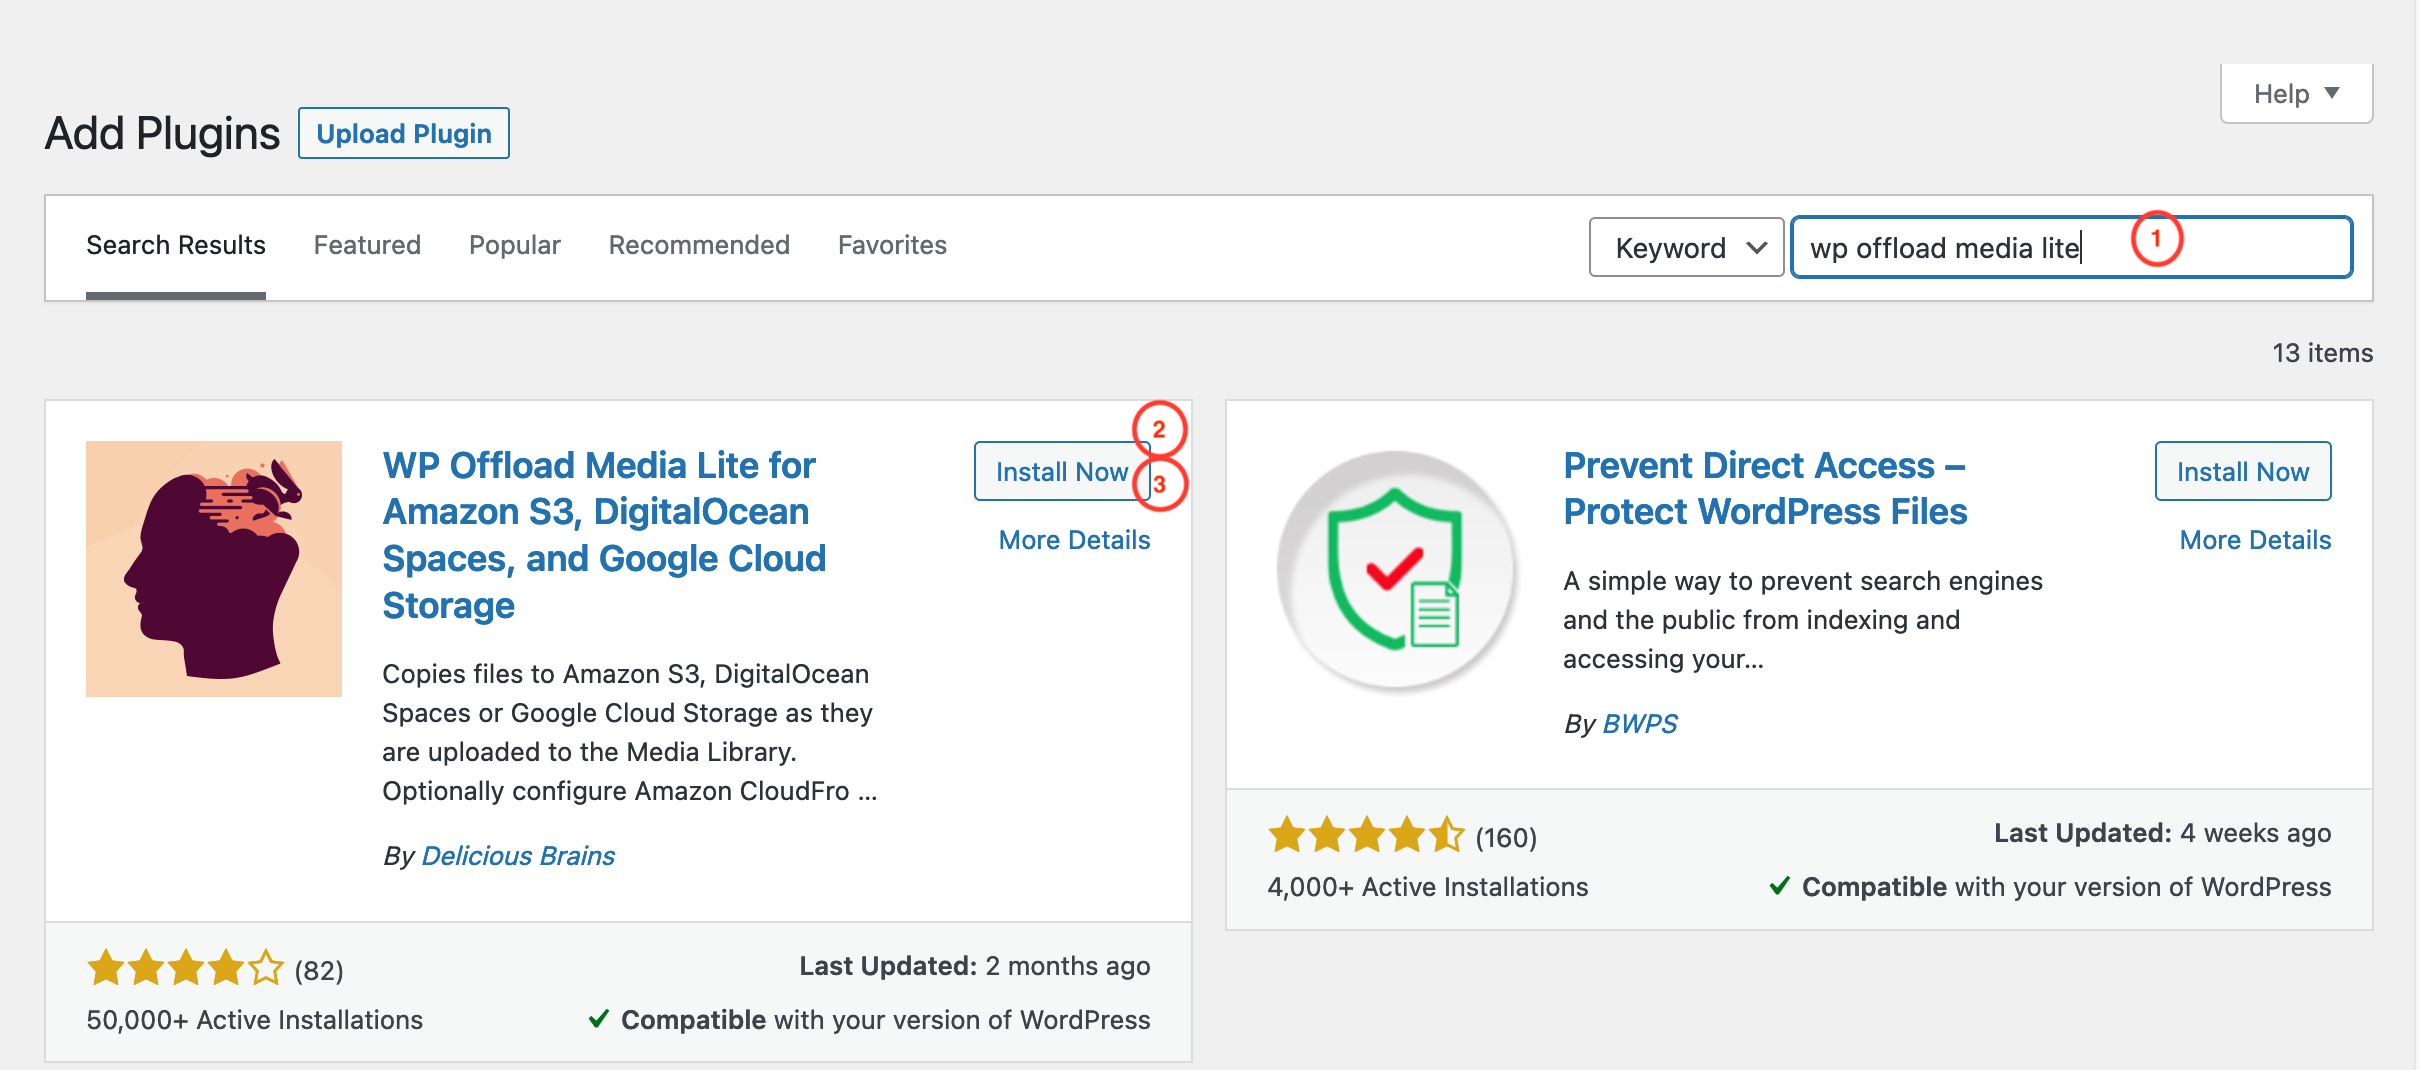 Help
Add Plugins
Upload Plugin
Search Results
Featured
Popular
Recommended
Favorites
Keyword
wp offload media lite
1
13 items
WP Offload Media Lite for
Amazon S3, DigitalOcean
Spaces, and Google Cloud
Storage
2
Install Now
3
More Details
Copies files to Amazon S3, DigitalOcean
Spaces or Google Cloud Storage as they
are uploaded to the Media Library.
Optionally configure Amazon CloudFro ...
By Delicious Brains
(82)
Last Updated: 2 months ago
50,000+ Active Installations
Compatible with your version of WordPress
Prevent Direct Access –
Protect WordPress Files
Install Now
More Details
A simple way to prevent search engines
and the public from indexing and
accessing your...
By BWPS
(160)
Last Updated: 4 weeks ago
4,000+ Active Installations
Compatible with your version of WordPress